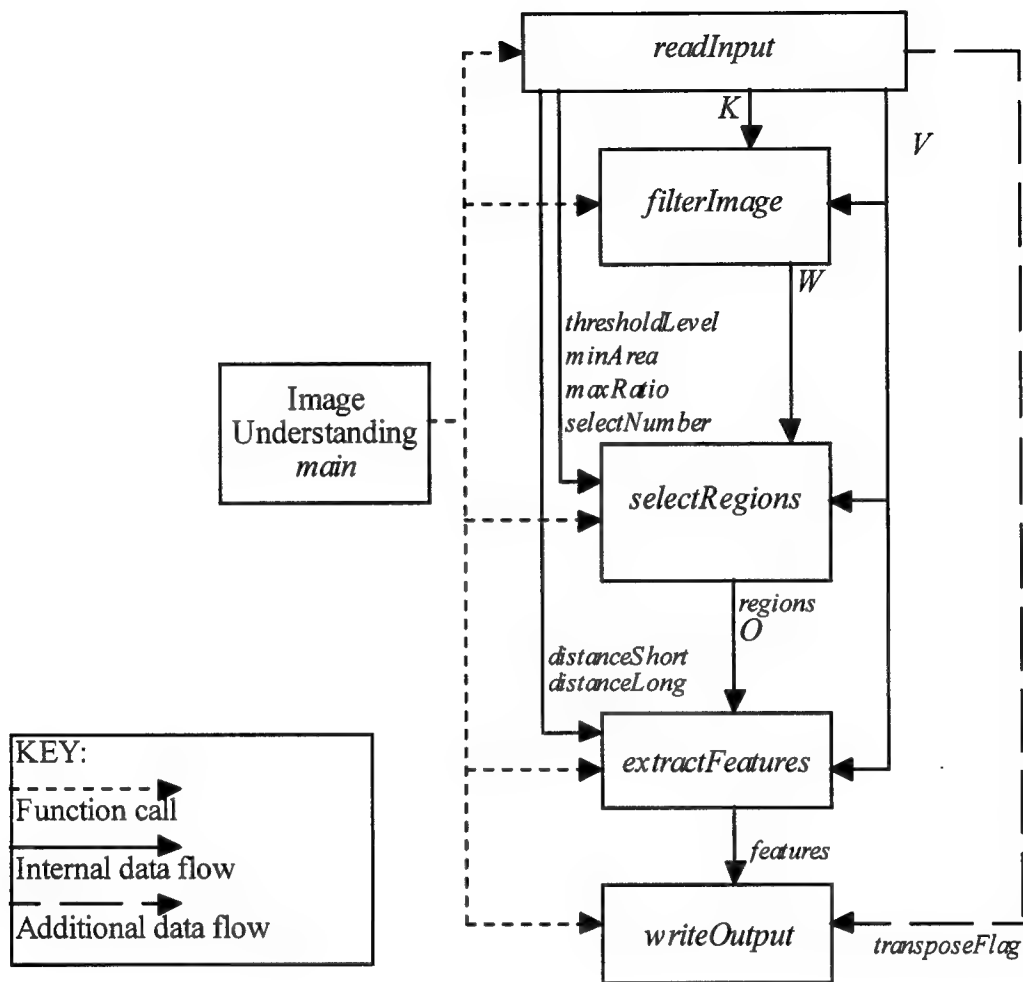 readInput
K
V
filterImage
W
thresholdLevel
minArea
maxRatio
selectNumber
Image
Understanding
main
selectRegions
regions
O
distanceShort
distanceLong
extractFeatures
features
writeOutput
transposeFlag
KEY:
Function call
Internal data flow
Additional data flow